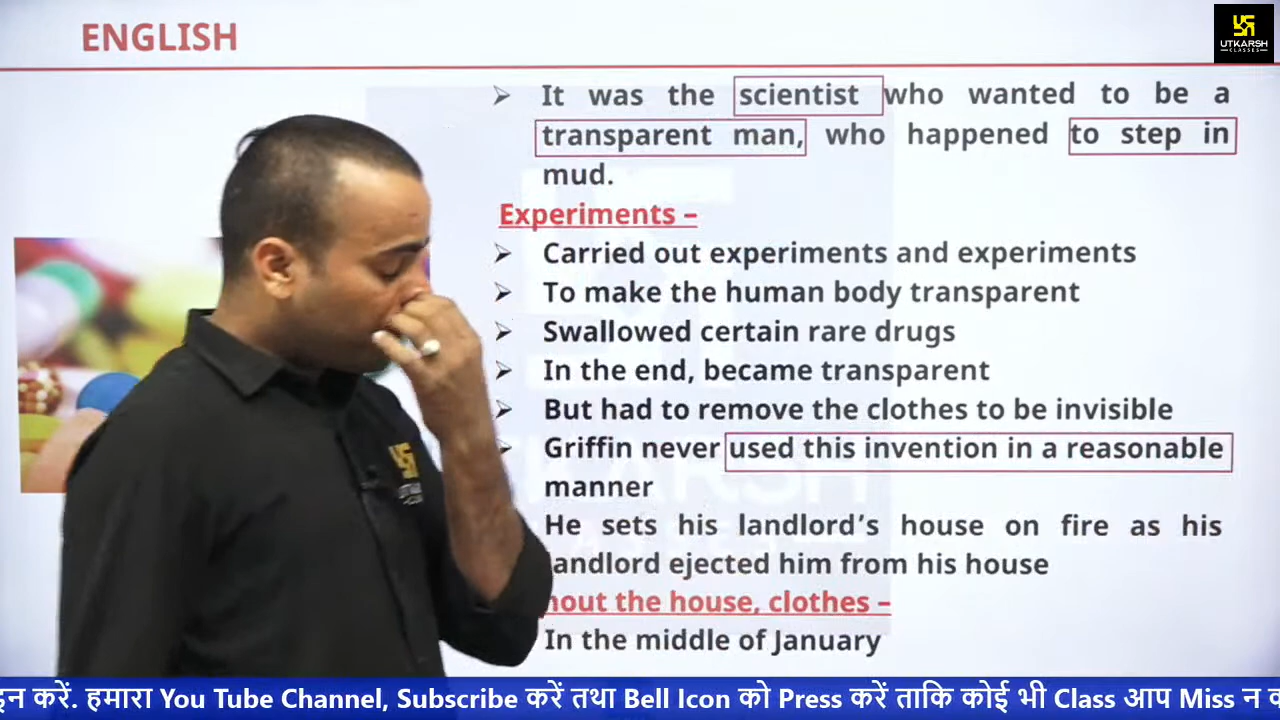 ENGLISH
UTKARSH
CLASSES
➢ It was the scientist who wanted to be a
transparent man, who happened to step in
mud.
Experiments –
➢ Carried out experiments and experiments
➢ To make the human body transparent
➢ Swallowed certain rare drugs
➢ In the end, became transparent
➢ But had to remove the clothes to be invisible
➢ Griffin never used this invention in a reasonable
manner
He sets his landlord’s house on fire as his
landlord ejected him from his house
the house, clothes –
In the middle of January
करें. हमारा You Tube Channel, Subscribe करें तथा Bell Icon को Press करें ताकि कोई भी Class आप Miss न